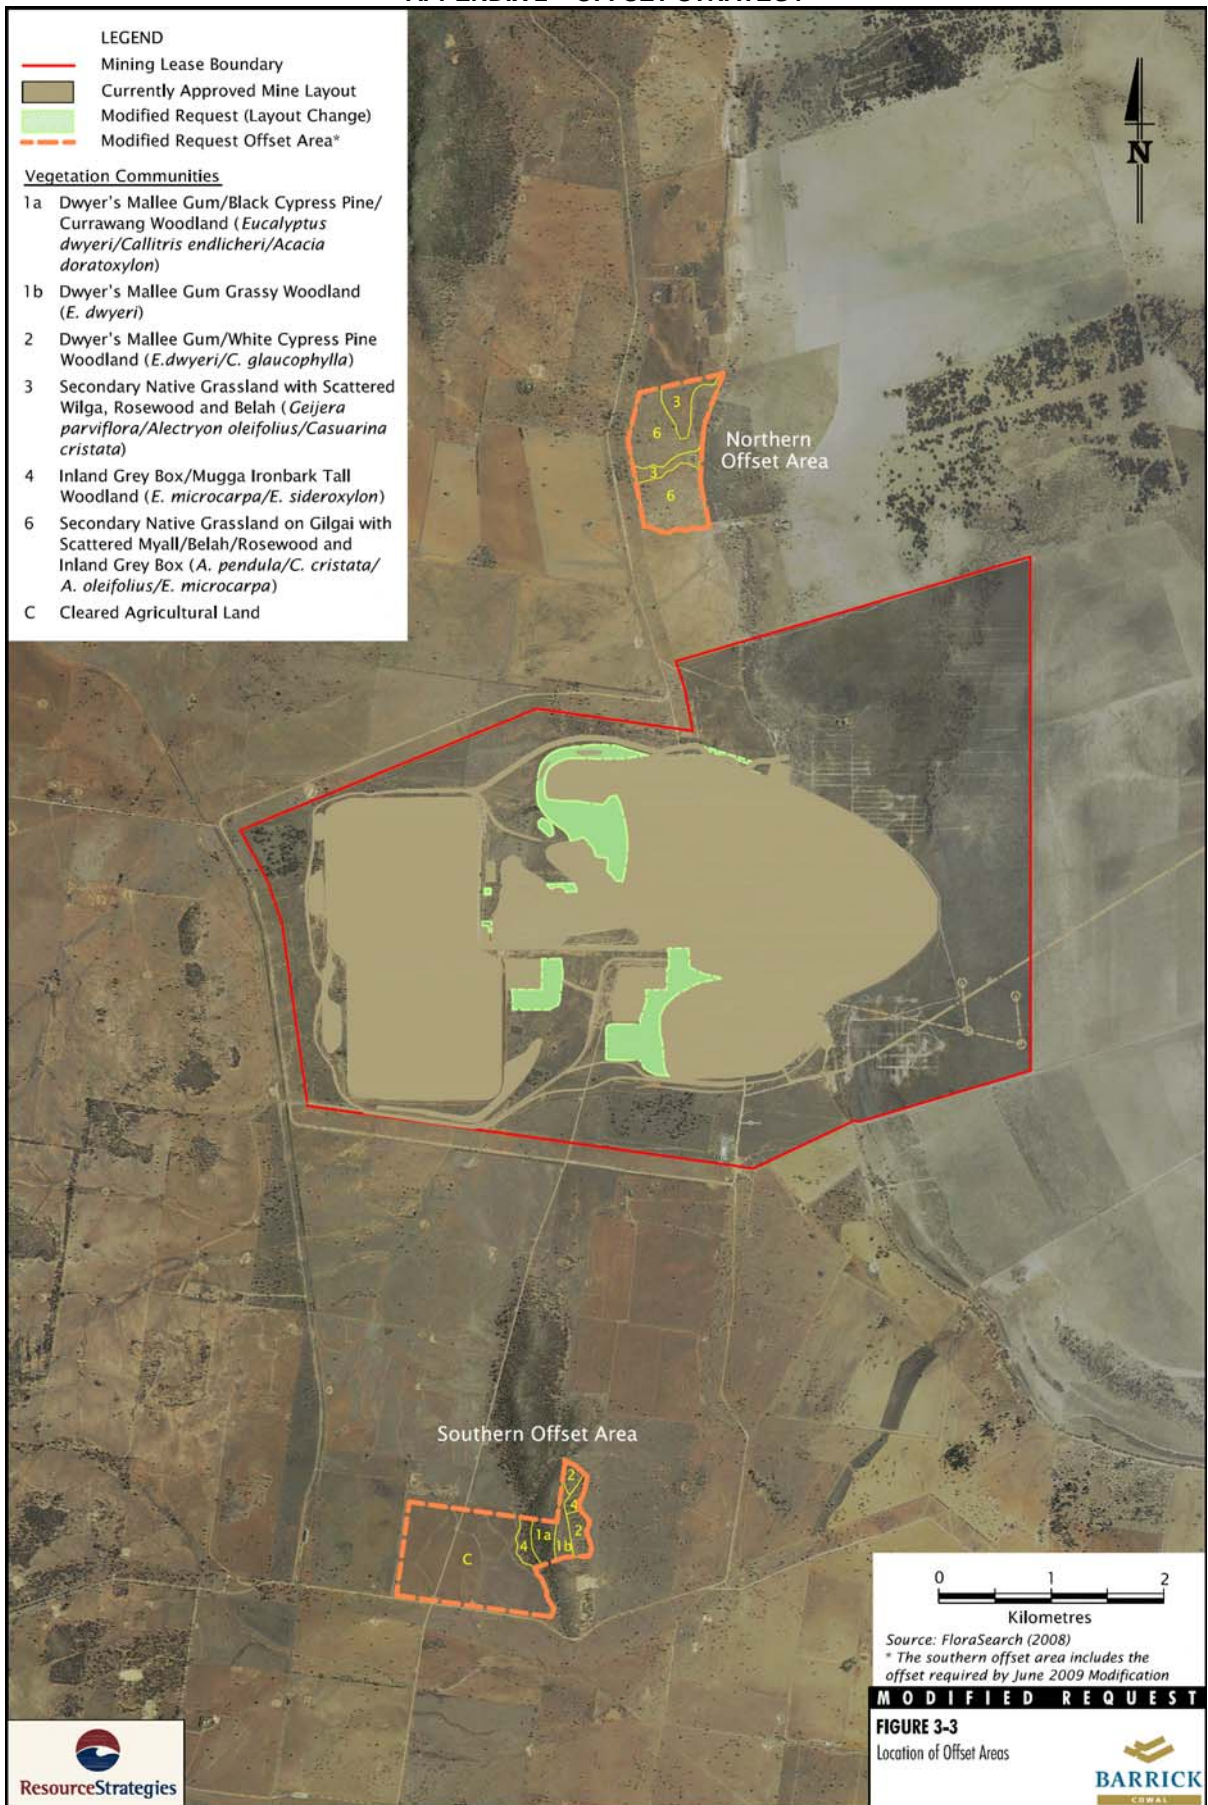 LEGEND
Mining Lease Boundary
Currently Approved Mine Layout
Modified Request (Layout Change)
Modified Request Offset Area*
Vegetation Communities
1a Dwyer's Mallee Gum/Black Cypress Pine/
Currawang Woodland (Eucalyptus
dwyeri/Callitris endlicheri/Acacia
doratoxylon)
1b Dwyer's Mallee Gum Grassy Woodland
(E. dwyeri)
2 Dwyer's Mallee Gum/White Cypress Pine
Woodland (E.dwyeri/C. glaucophylla)
3 Secondary Native Grassland with Scattered
Wilga, Rosewood and Belah (Geijera
parviflora/Alectryon oleifolius/Casuarina
cristata)
4 Inland Grey Box/Mugga Ironbark Tall
Woodland (E. microcarpa/E. sideroxylon)
6 Secondary Native Grassland on Gilgai with
Scattered Myall/Belah/Rosewood and
Inland Grey Box (A. pendula/C. cristata/
A. oleifolius/E. microcarpa)
C Cleared Agricultural Land
N
3
6
3
6
Northern
Offset Area
Southern Offset Area
2
4
2
1a
1b
4
C
0 1 2
Kilometres
Source: FloraSearch (2008)
* The southern offset area includes the
offset required by June 2009 Modification
MODIFIED REQUEST
FIGURE 3-3
Location of Offset Areas
BARRICK
COWAL
ResourceStrategies